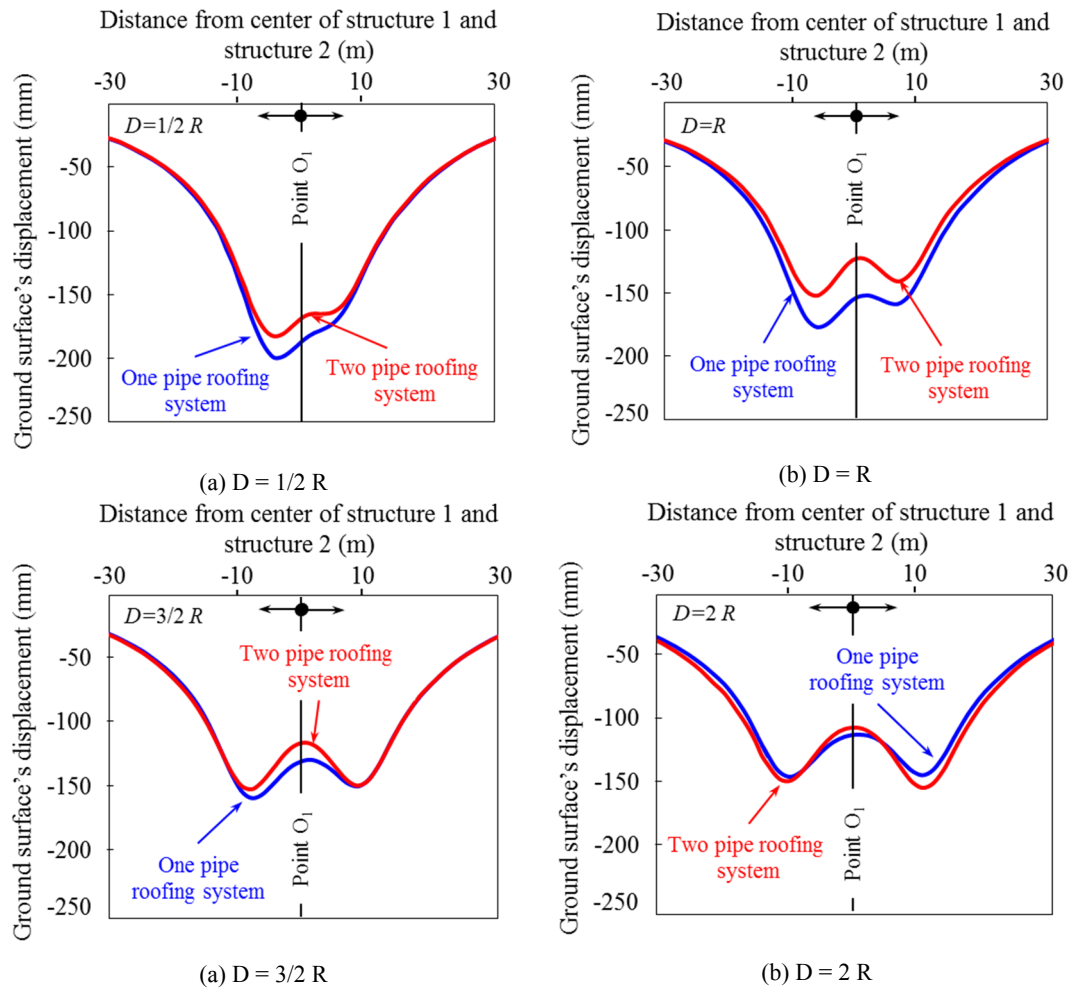 Distance from center of structure 1 and
structure 2 (m)
-30 -10 10 30
Ground surface’s displacement (mm)
D=1/2 R
-50
-100
-150
-200
-250
Point O1
One pipe roofing
system
Two pipe roofing
system
(a) D = 1/2 R
Distance from center of structure 1 and
structure 2 (m)
-30 -10 10 30
Ground surface’s displacement (mm)
D=R
-50
-100
-150
-200
-250
Point O1
One pipe roofing
system
Two pipe roofing
system
(b) D = R
Distance from center of structure 1 and
structure 2 (m)
-30 -10 10 30
Ground surface’s displacement (mm)
D=3/2 R
-50
-100
-150
-200
-250
Two pipe roofing
system
Point O1
One pipe
roofing system
(a) D = 3/2 R
Distance from center of structure 1 and
structure 2 (m)
-30 -10 10 30
Ground surface’s displacement (mm)
D=2 R
-50
-100
-150
-200
-250
One pipe
roofing system
Point O1
Two pipe roofing
system
(b) D = 2 R